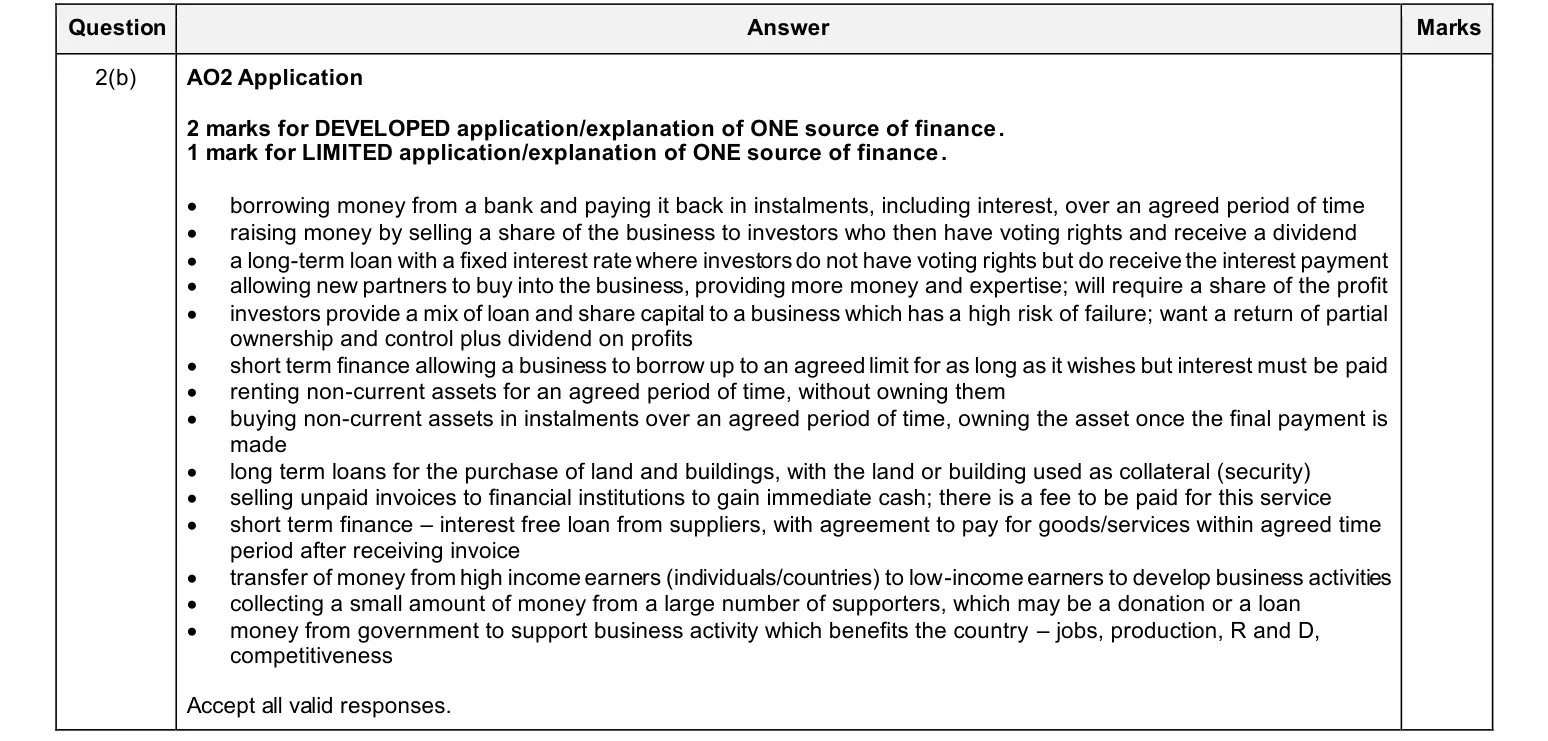 Question Answer Marks
2(b) AO2 Application
2 marks for DEVELOPED application/explanation of ONE source of finance.
1 mark for LIMITED application/explanation of ONE source of finance.
• borrowing money from a bank and paying it back in instalments, including interest, over an agreed period of time
• raising money by selling a share of the business to investors who then have voting rights and receive a dividend
• a long-term loan with a fixed interest rate where investors do not have voting rights but do receive the interest payment
• allowing new partners to buy into the business, providing more money and expertise; will require a share of the profit
• investors provide a mix of loan and share capital to a business which has a high risk of failure; want a return of partial
ownership and control plus dividend on profits
• short term finance allowing a business to borrow up to an agreed limit for as long as it wishes but interest must be paid
• renting non-current assets for an agreed period of time, without owning them
• buying non-current assets in instalments over an agreed period of time, owning the asset once the final payment is
made
• long term loans for the purchase of land and buildings, with the land or building used as collateral (security)
• selling unpaid invoices to financial institutions to gain immediate cash; there is a fee to be paid for this service
• short term finance – interest free loan from suppliers, with agreement to pay for goods/services within agreed time
period after receiving invoice
• transfer of money from high income earners (individuals/countries) to low-income earners to develop business activities
• collecting a small amount of money from a large number of supporters, which may be a donation or a loan
• money from government to support business activity which benefits the country – jobs, production, R and D,
competitiveness
Accept all valid responses.